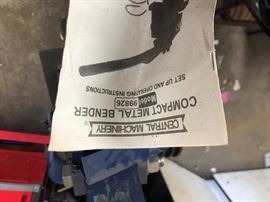 CENTRAL MACHINERY
COMPACT METAL BENDER
Model 99826
SET UP AND OPERATING INSTRUCTIONS